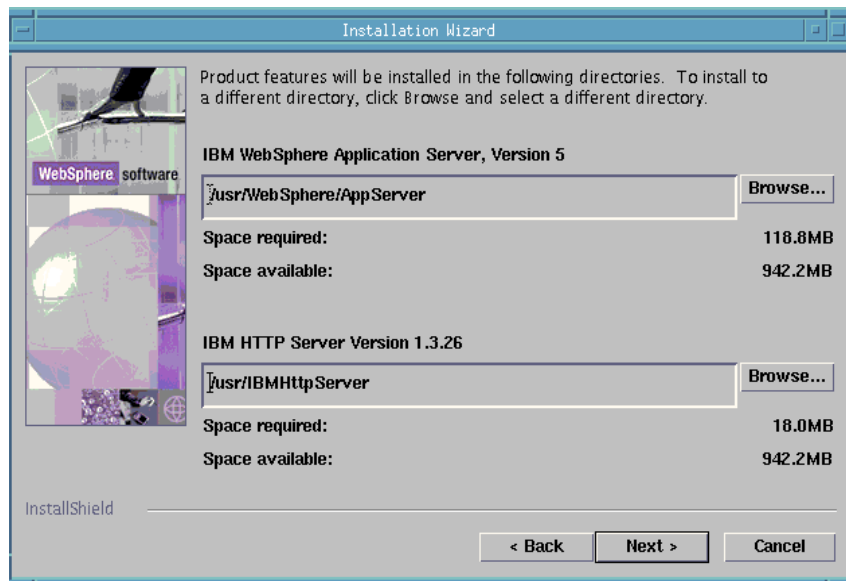 Installation Wizard
Product features will be installed in the following directories. To install to
a different directory, click Browse and select a different directory.
WebSphere software
IBM WebSphere Application Server, Version 5
/usr/WebSphere/AppServer
Browse...
Space required: 118.8MB
Space available: 942.2MB
IBM HTTP Server Version 1.3.26
/usr/IBMHttpServer
Browse...
Space required: 18.0MB
Space available: 942.2MB
InstallShield
< Back
Next >
Cancel